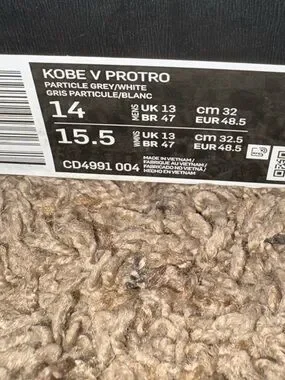 KOBE V PROTRO
PARTICLE GREY/WHITE
GRIS PARTICULE/BLANC
14 MENS UK 13 cm 32
BR 47 EUR 48.5
15.5 WMNS UK 13 cm 32.5
BR 47 EUR 48.5
CD4991 004
MADE IN VIETNAM/
FABRIQUE AU VIETNAM/
FABRICADO NO VIETNÃ/
HECHO EN VIETNAM